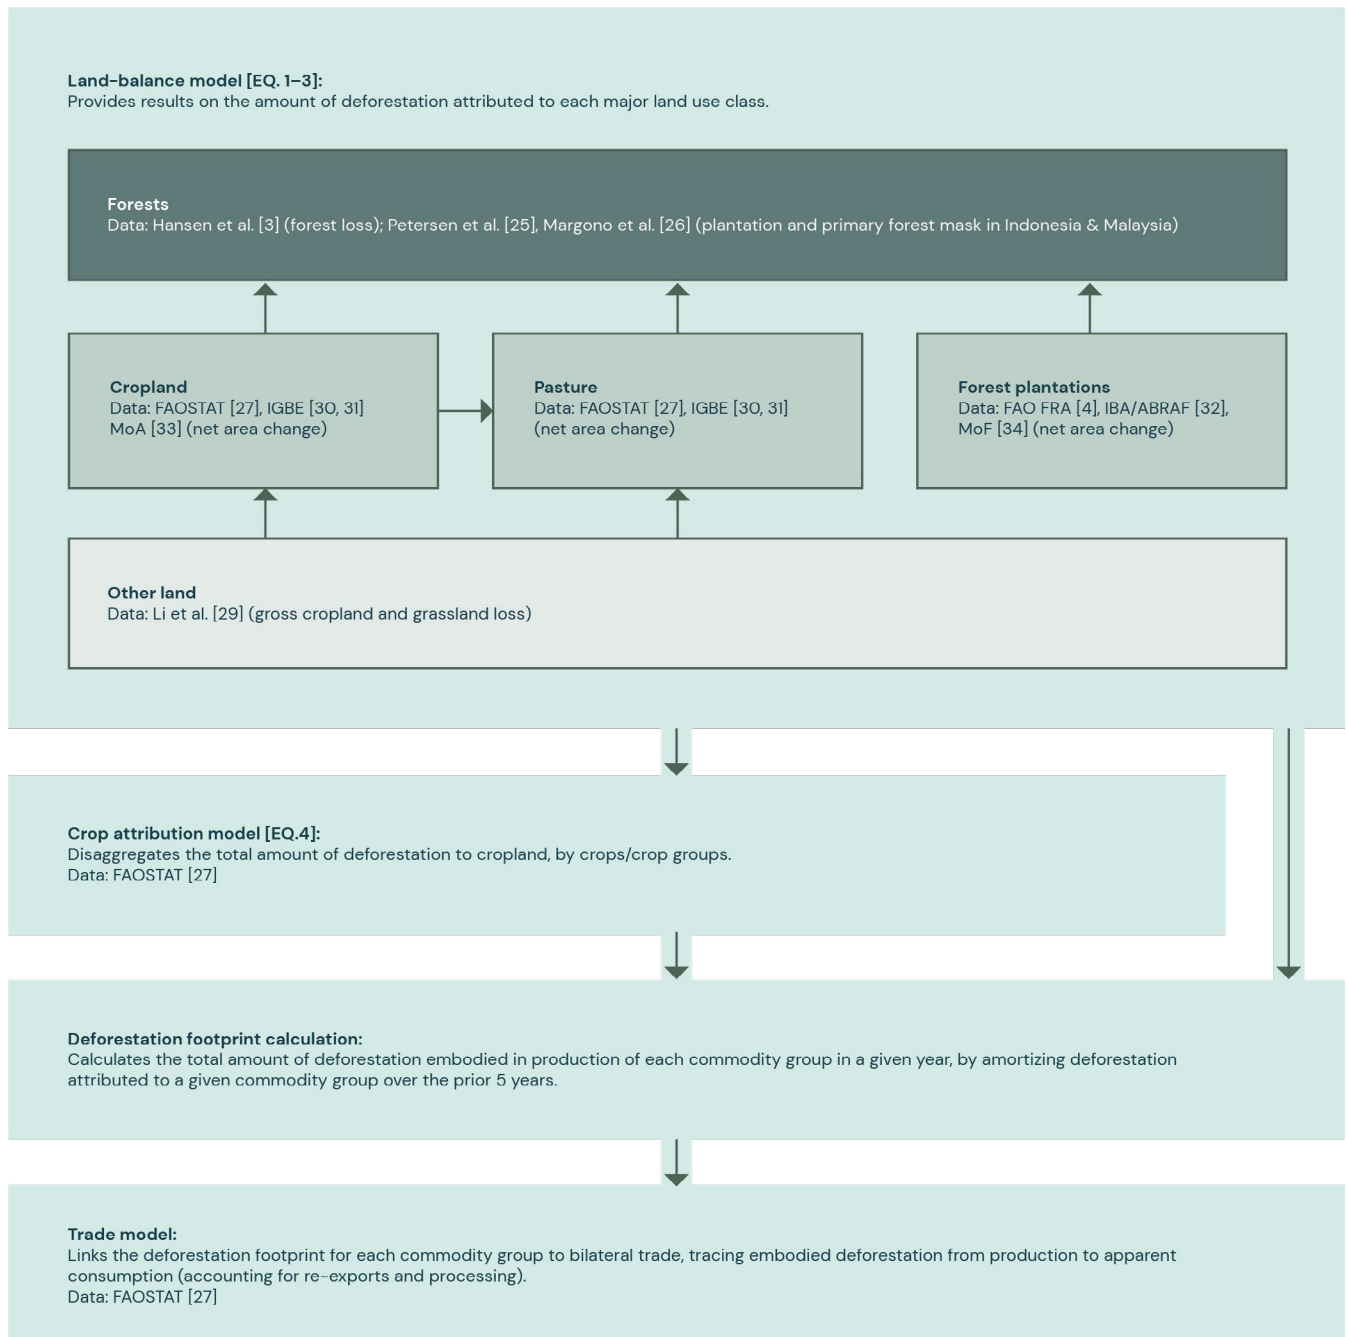 Land-balance model [EQ. 1–3]:
Provides results on the amount of deforestation attributed to each major land use class.
Forests
Data: Hansen et al. [3] (forest loss); Petersen et al. [25], Margono et al. [26] (plantation and primary forest mask in Indonesia & Malaysia)
Cropland
Data: FAOSTAT [27], IGBE [30, 31]
MoA [33] (net area change)
Pasture
Data: FAOSTAT [27], IGBE [30, 31]
(net area change)
Forest plantations
Data: FAO FRA [4], IBA/ABRAF [32],
MoF [34] (net area change)
Other land
Data: Li et al. [29] (gross cropland and grassland loss)
Crop attribution model [EQ.4]:
Disaggregates the total amount of deforestation to cropland, by crops/crop groups.
Data: FAOSTAT [27]
Deforestation footprint calculation:
Calculates the total amount of deforestation embodied in production of each commodity group in a given year, by amortizing deforestation
attributed to a given commodity group over the prior 5 years.
Trade model:
Links the deforestation footprint for each commodity group to bilateral trade, tracing embodied deforestation from production to apparent
consumption (accounting for re-exports and processing).
Data: FAOSTAT [27]